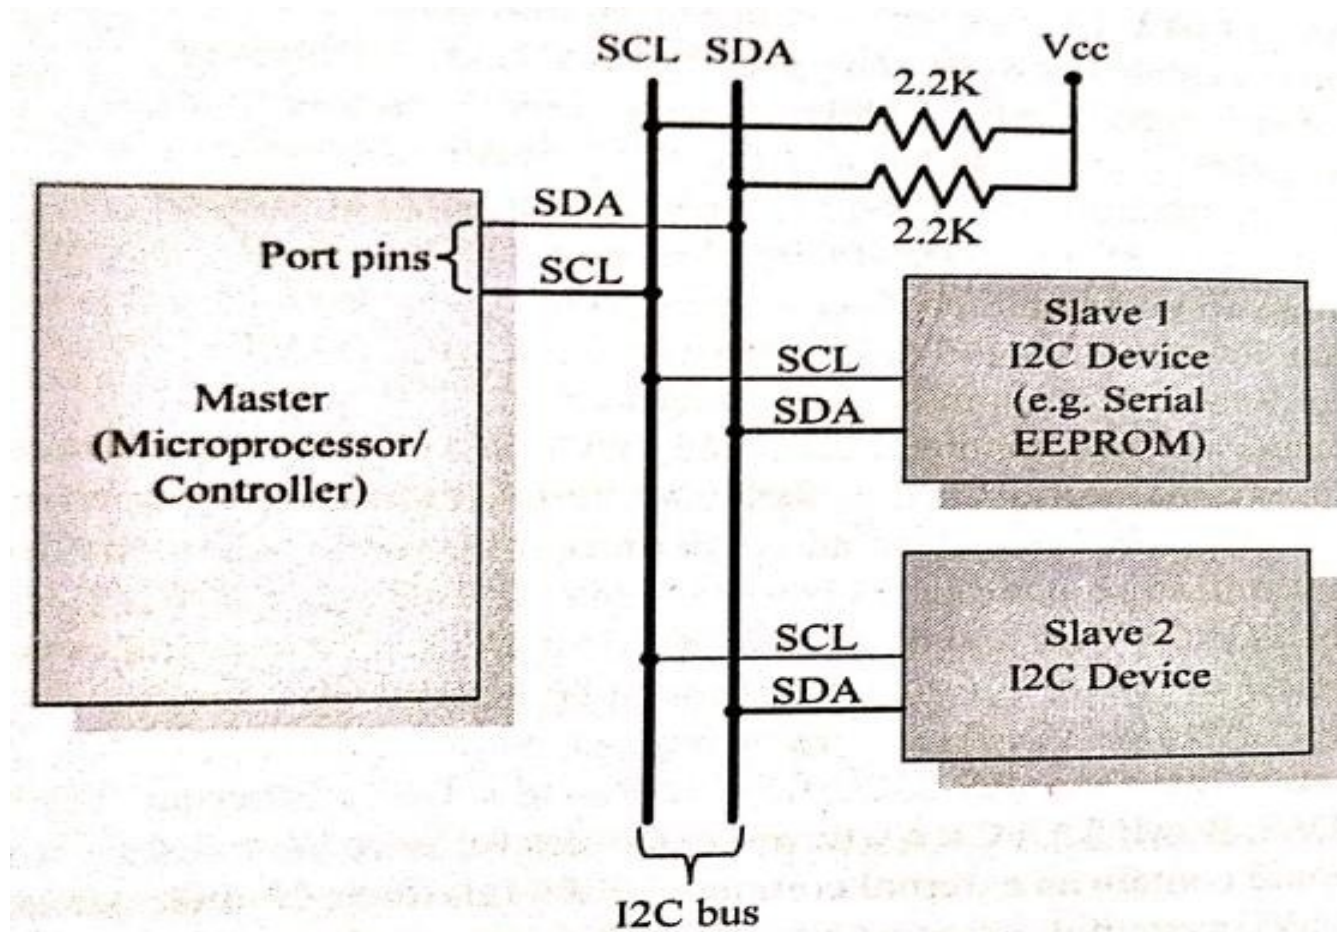 SCL SDA
Vcc
2.2K
2.2K
SDA
Port pins
SCL
Master
(Microprocessor/
Controller)
Slave 1
I2C Device
(e.g. Serial
EEPROM)
SCL
SDA
Slave 2
I2C Device
SCL
SDA
I2C bus